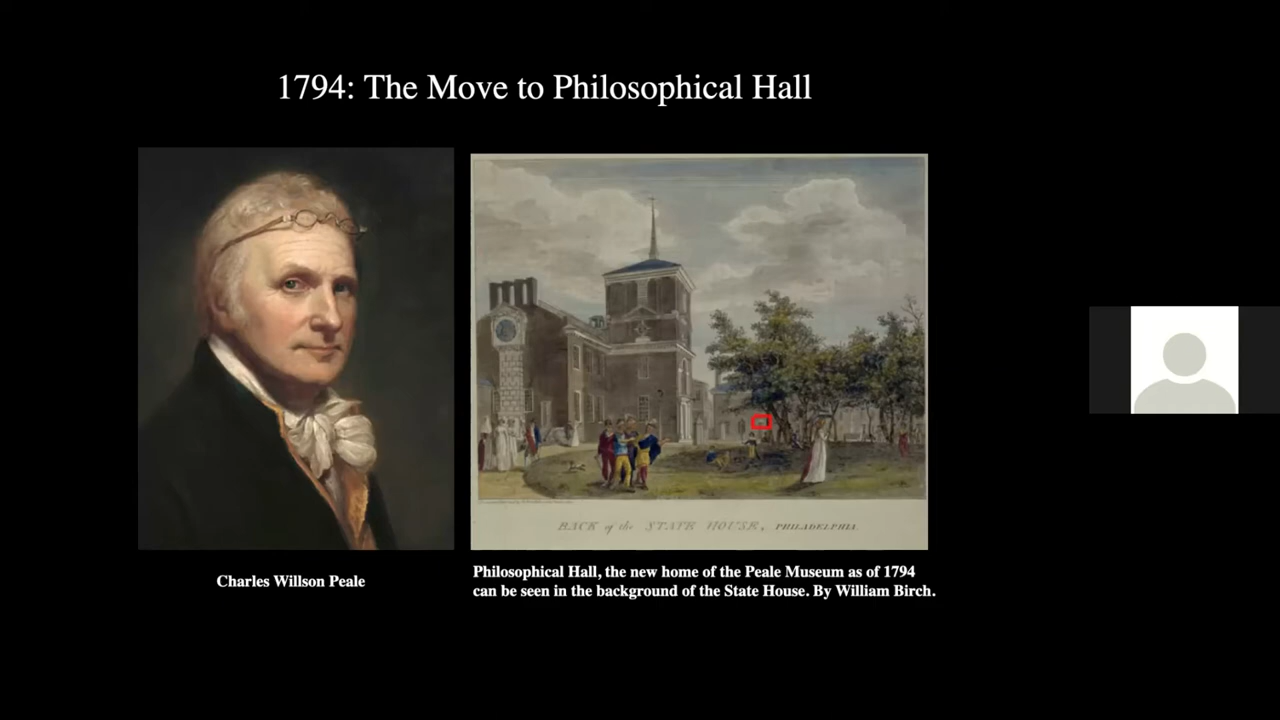 1794: The Move to Philosophical Hall
BACK of the STATE HOUSE, PHILADELPHIA.
Charles Willson Peale
Philosophical Hall, the new home of the Peale Museum as of 1794
can be seen in the background of the State House. By William Birch.